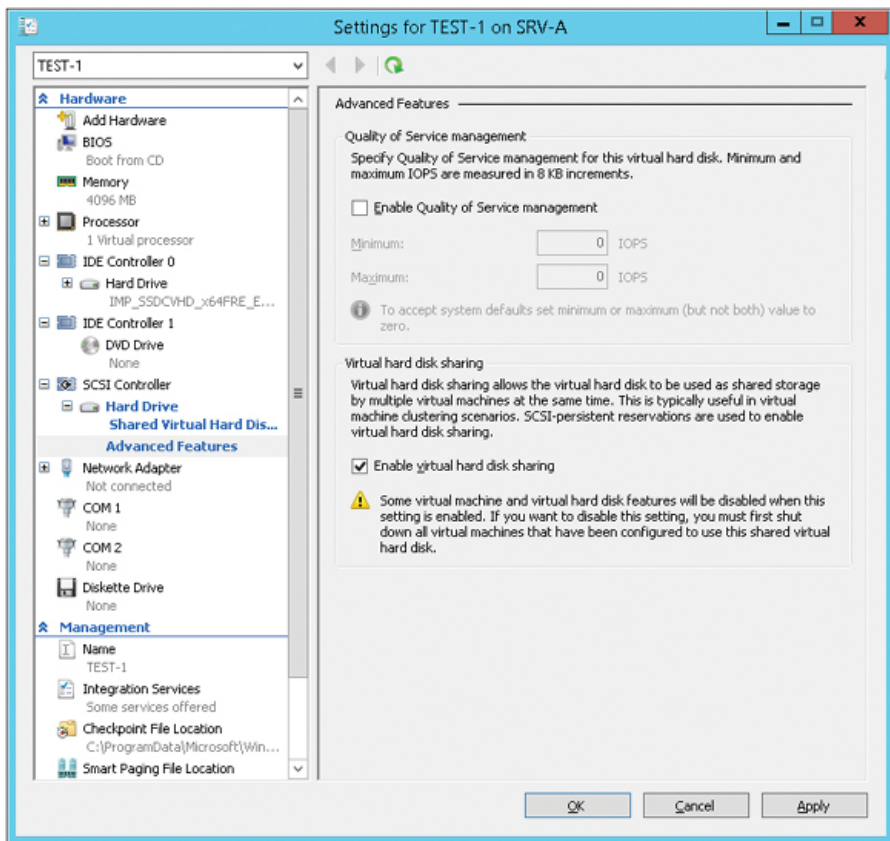 Settings for TEST-1 on SRV-A
TEST-1
Hardware
Add Hardware
BIOS
Boot from CD
Memory
4096 MB
Processor
1 Virtual processor
IDE Controller 0
Hard Drive
IMP_SSDCVHD_x64FRE_E...
IDE Controller 1
DVD Drive
None
SCSI Controller
Hard Drive
Shared Virtual Hard Dis...
Advanced Features
Network Adapter
Not connected
COM 1
None
COM 2
None
Diskette Drive
None
Management
Name
TEST-1
Integration Services
Some services offered
Checkpoint File Location
C:\ProgramData\Microsoft\Win...
Smart Paging File Location
Advanced Features
Quality of Service management
Specify Quality of Service management for this virtual hard disk. Minimum and
maximum IOPS are measured in 8 KB increments.
Enable Quality of Service management
Minimum: 0 IOPS
Maximum: 0 IOPS
To accept system defaults set minimum or maximum (but not both) value to
zero.
Virtual hard disk sharing
Virtual hard disk sharing allows the virtual hard disk to be used as shared storage
by multiple virtual machines at the same time. This is typically useful in virtual
machine clustering scenarios. SCSI-persistent reservations are used to enable
virtual hard disk sharing.
Enable virtual hard disk sharing
Some virtual machine and virtual hard disk features will be disabled when this
setting is enabled. If you want to disable this setting, you must first shut
down all virtual machines that have been configured to use this shared virtual
hard disk.
OK
Cancel
Apply